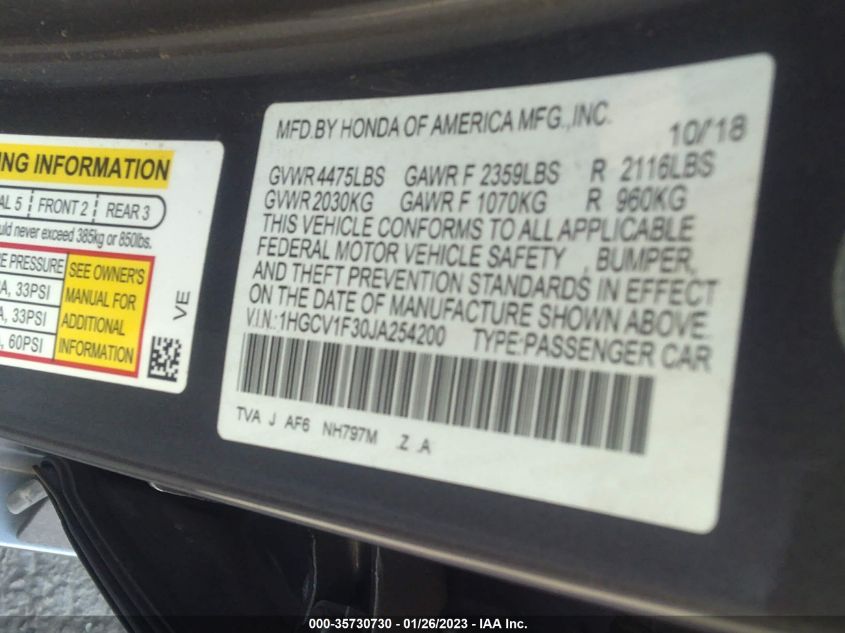 NG INFORMATION
AL 5 | FRONT 2 | REAR 3
uld never exceed 385kg or 850lbs.
E PRESSURE
A, 33PSI
A, 33PSI
A, 60PSI
SEE OWNER'S
MANUAL FOR
ADDITIONAL
INFORMATION
VE
MFD.BY HONDA OF AMERICA MFG.,INC. 10/'18
GVWR 4475LBS GAWR F 2359LBS R 2116LBS
GVWR 2030KG GAWR F 1070KG R 960KG
THIS VEHICLE CONFORMS TO ALL APPLICABLE
FEDERAL MOTOR VEHICLE SAFETY , BUMPER,
AND THEFT PREVENTION STANDARDS IN EFFECT
ON THE DATE OF MANUFACTURE SHOWN ABOVE.
V.I.N.:1HGCV1F30JA254200 TYPE:PASSENGER CAR
TVA J AF6 NH797M Z A
000-35730730 - 01/26/2023 - IAA Inc.